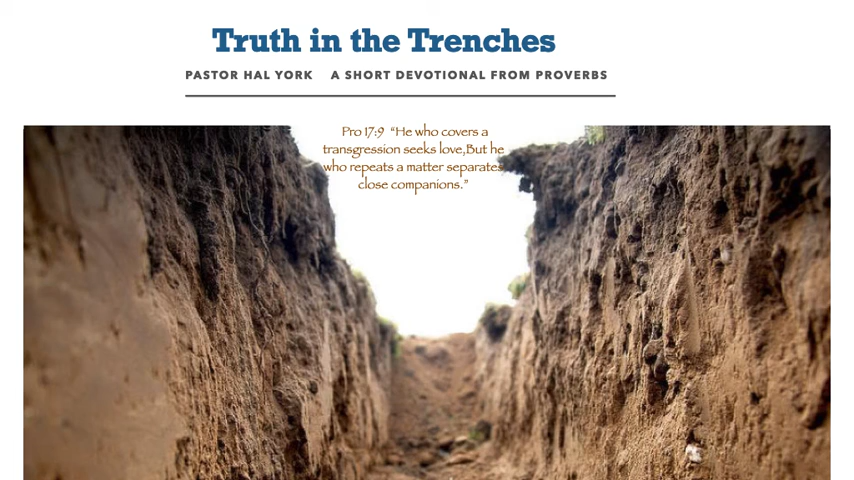 Truth in the Trenches
PASTOR HAL YORK A SHORT DEVOTIONAL FROM PROVERBS
Pro 17:9 “He who covers a
transgression seeks love,But he
who repeats a matter separates
close companions.”